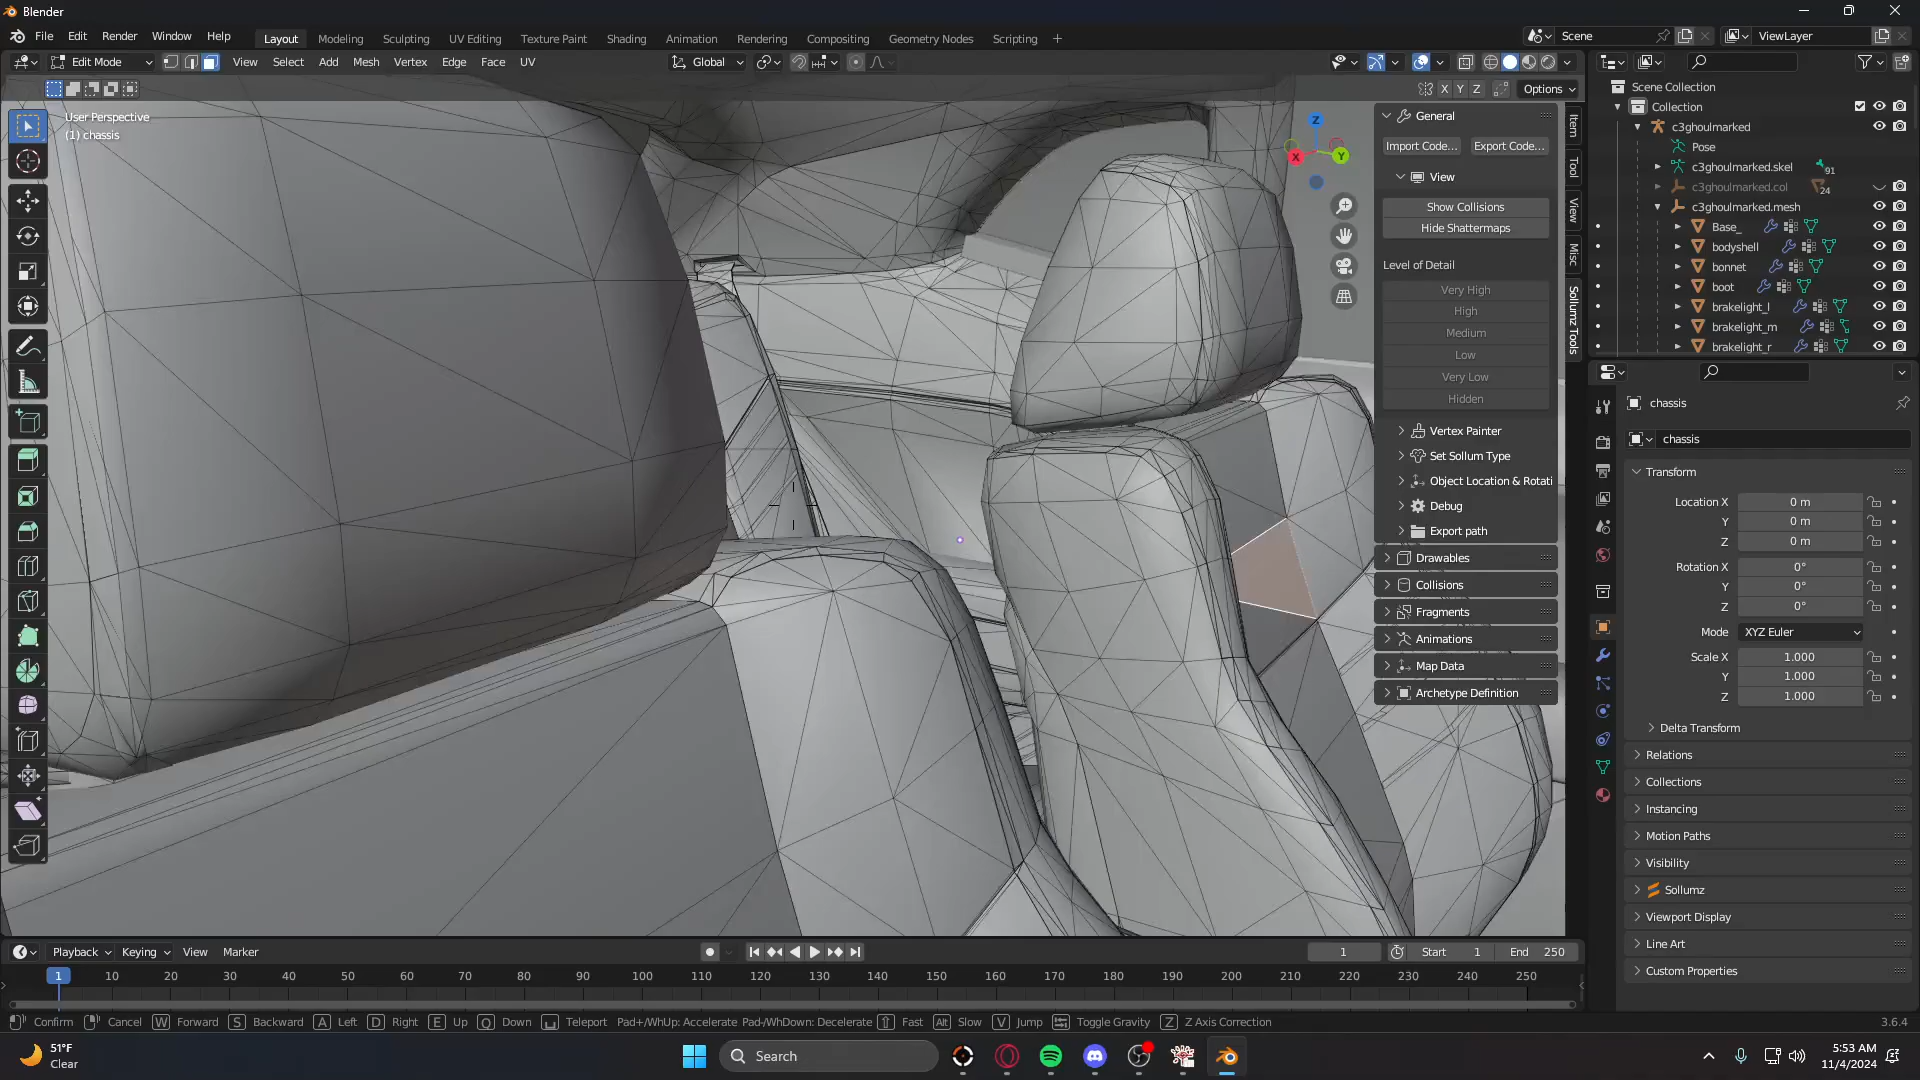 Blender
File Edit Render Window Help
Layout Modeling Sculpting UV Editing Texture Paint Shading Animation Rendering Compositing Geometry Nodes Scripting +
Scene
ViewLayer
Edit Mode
View Select Add Mesh Vertex Edge Face UV
Global
X Y Z
Options
User Perspective
(1) chassis
Z
X
Y
General
Import Code...
Export Code...
View
Show Collisions
Hide Shattermaps
Level of Detail
Very High
High
Medium
Low
Very Low
Hidden
Vertex Painter
Set Sollum Type
Object Location & Rotati
Debug
Export path
Drawables
Collisions
Fragments
Animations
Map Data
Archetype Definition
Item
Tool
View
Misc
Sollumz Tools
Scene Collection
Collection
c3ghoulmarked
Pose
c3ghoulmarked.skel
91
c3ghoulmarked.col
24
c3ghoulmarked.mesh
Base_
bodyshell
bonnet
boot
brakelight_l
brakelight_m
brakelight_r
chassis
chassis
Transform
Location X 0 m
Y 0 m
Z 0 m
Rotation X 0°
Y 0°
Z 0°
Mode XYZ Euler
Scale X 1.000
Y 1.000
Z 1.000
Delta Transform
Relations
Collections
Instancing
Motion Paths
Visibility
Sollumz
Viewport Display
Line Art
Custom Properties
Playback Keying View Marker
1
Start 1
End 250
1 10 20 30 40 50 60 70 80 90 100 110 120 130 140 150 160 170 180 190 200 210 220 230 240 250
Confirm Cancel W Forward S Backward A Left D Right E Up Q Down Teleport Pad+/WhUp: Accelerate Pad-/WhDown: Decelerate Fast Alt Slow V Jump Toggle Gravity Z Z Axis Correction
3.6.4
51°F
Clear
Search
5:53 AM
11/4/2024